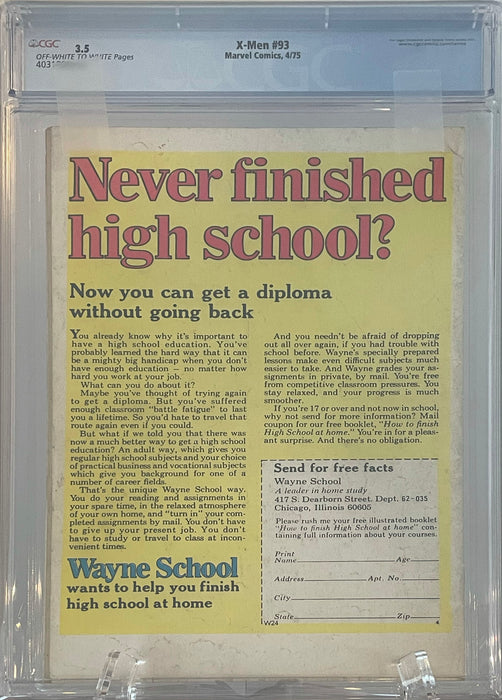 CGC 3.5
OFF-WHITE TO WHITE Pages
X-Men #93
Marvel Comics, 4/75
Never finished
high school?
Now you can get a diploma
without going back
You already know why it's important to
have a high school education. You've
probably learned the hard way that it can
be a mighty big handicap when you don't
have enough education – no matter how
hard you work at your job.
What can you do about it?
Maybe you've thought of trying again
to get a diploma. But you've suffered
enough classroom "battle fatigue" to last
you a lifetime. So you'd hate to travel that
route again even if you could.
But what if we told you that there was
now a much better way to get a high school
education? An adult way, which gives you
regular high school subjects and your choice
of practical business and vocational subjects
which give you background for one of a
number of career fields.
That's the unique Wayne School way.
You do your reading and assignments in
your spare time, in the relaxed atmosphere
of your own home, and "turn in" your com-
pleted assignments by mail. You don't have
to give up your present job. You don't
have to study or travel to class at incon-
venient times.
Wayne School
wants to help you finish
high school at home
And you needn't be afraid of dropping
out all over again, if you had trouble with
school before. Wayne's specially prepared
lessons make even difficult subjects much
easier to take. And Wayne grades your as-
signments in private, by mail. You're free
from competitive classroom pressures. You
stay relaxed, and your progress is much
smoother.
If you're 17 or over and not now in school,
why not send for more information? Mail
coupon for our free booklet, "How to finish
High School at home." You're in for a pleas-
ant surprise. And there's no obligation.
Send for free facts
Wayne School
A leader in home study
417 S. Dearborn Street, Dept. 62-035
Chicago, Illinois 60605
Please rush me your free illustrated booklet
"How to finish High School at home" con-
taining full information about your courses.
Print
Name Age
Address Apt. No.
City
State Zip
W24 4